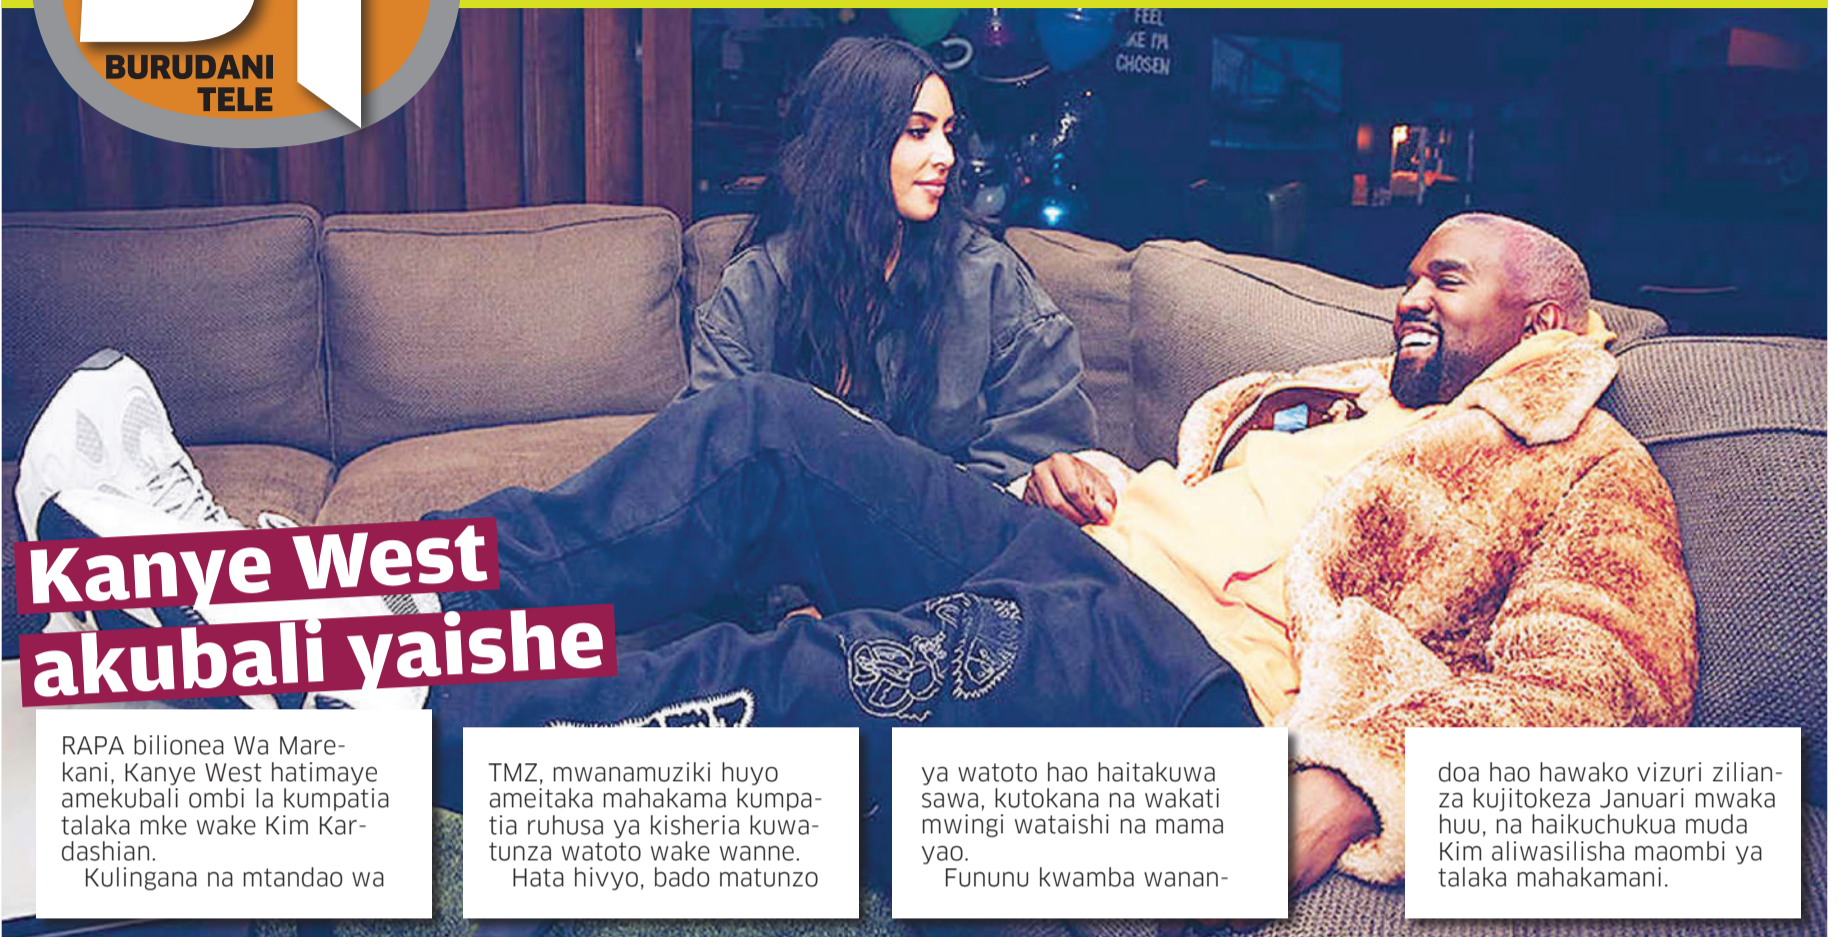 BURUDANI
TELE
FEEL
KE I'M
CHOSEN
Kanye West
akubali yaishe
RAPA bilionea Wa Mare-
kani, Kanye West hatimaye
amekubali ombi la kumpatia
talaka mke wake Kim Kar-
dashian.
Kulingana na mtandao wa
TMZ, mwanamuziki huyo
ameitaka mahakama kumpa-
tia ruhusa ya kisheria kuwa-
tunza watoto wake wanne.
Hata hivyo, bado matunzo
ya watoto hao haitakuwa
sawa, kutokana na wakati
mwingi wataishi na mama
yao.
Fununu kwamba wanan-
doa hao hawako vizuri zilian-
za kujitokeza Januari mwaka
huu, na haikuchukua muda
Kim aliwasilisha maombi ya
talaka mahakamani.